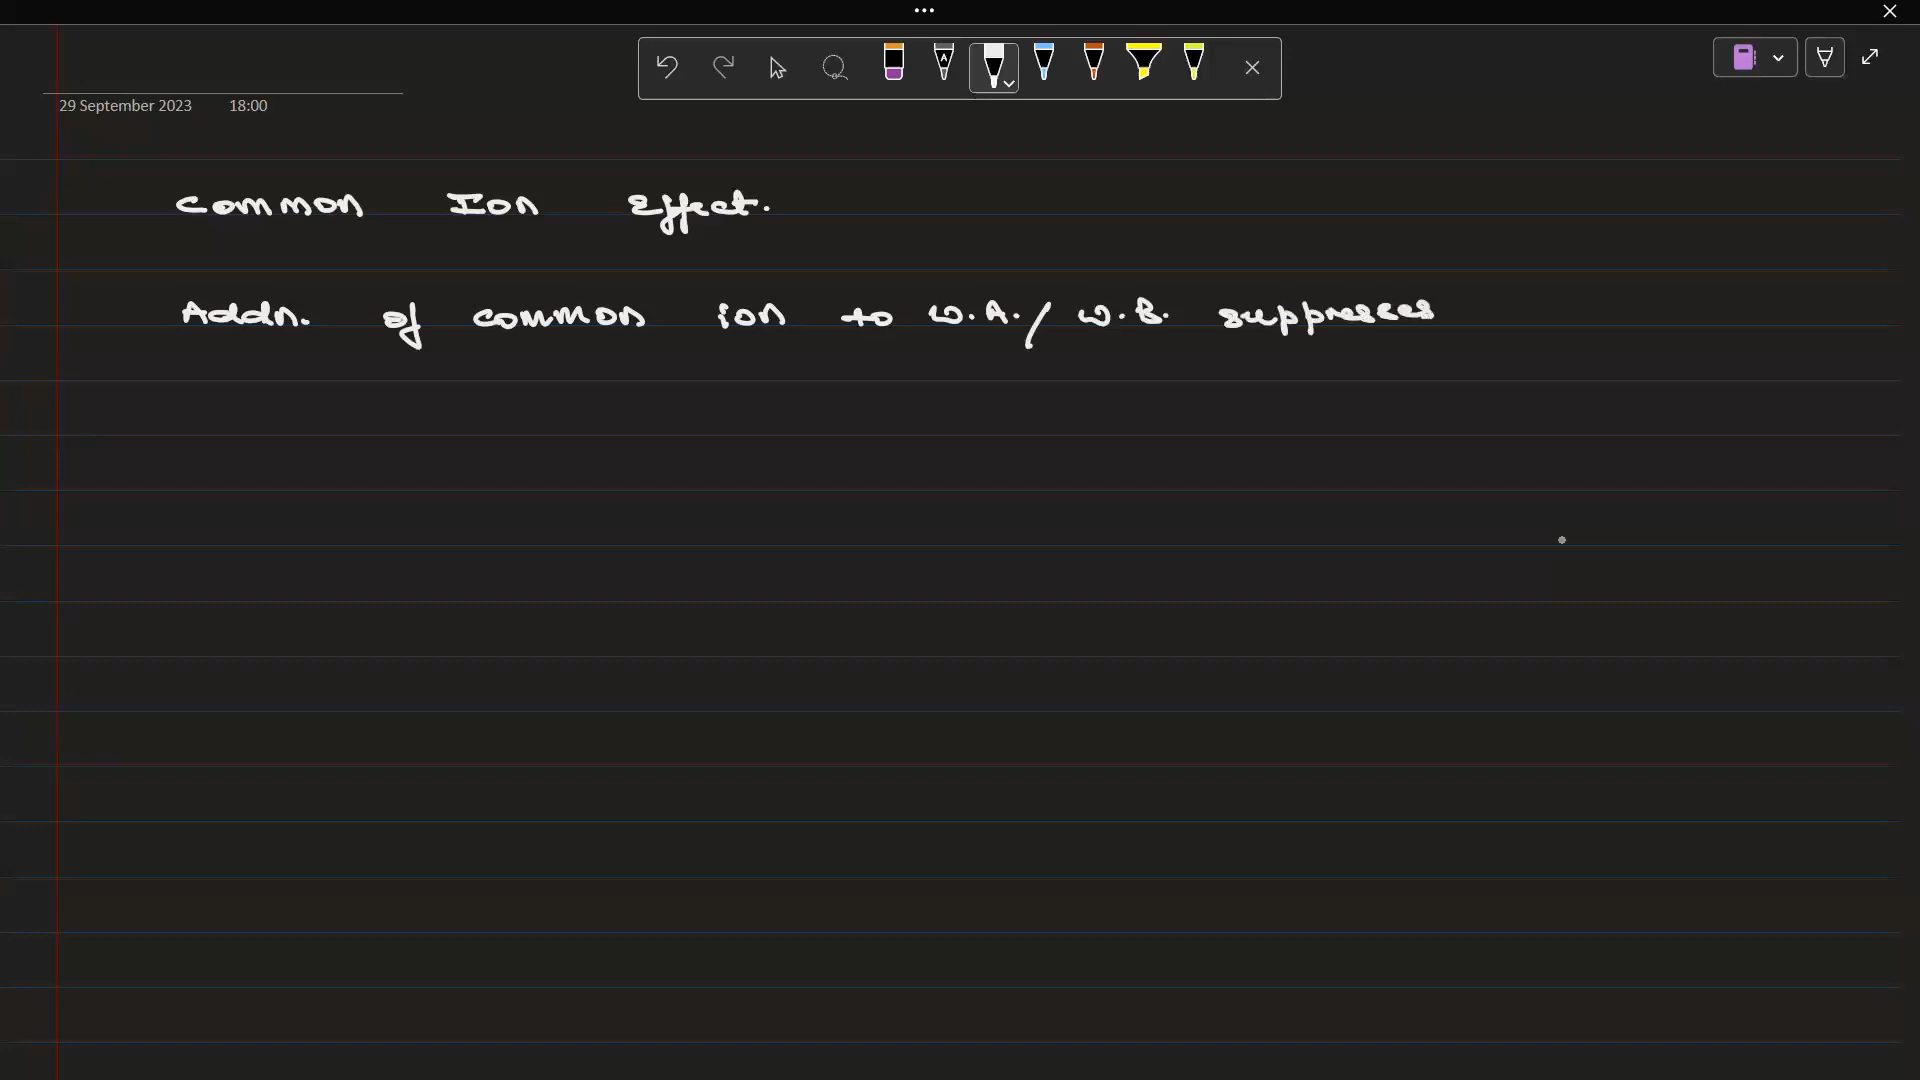 29 September 2023 18:00
Common Ion Effect.
Addn. of common ion to W.A./ W.B. suppresses